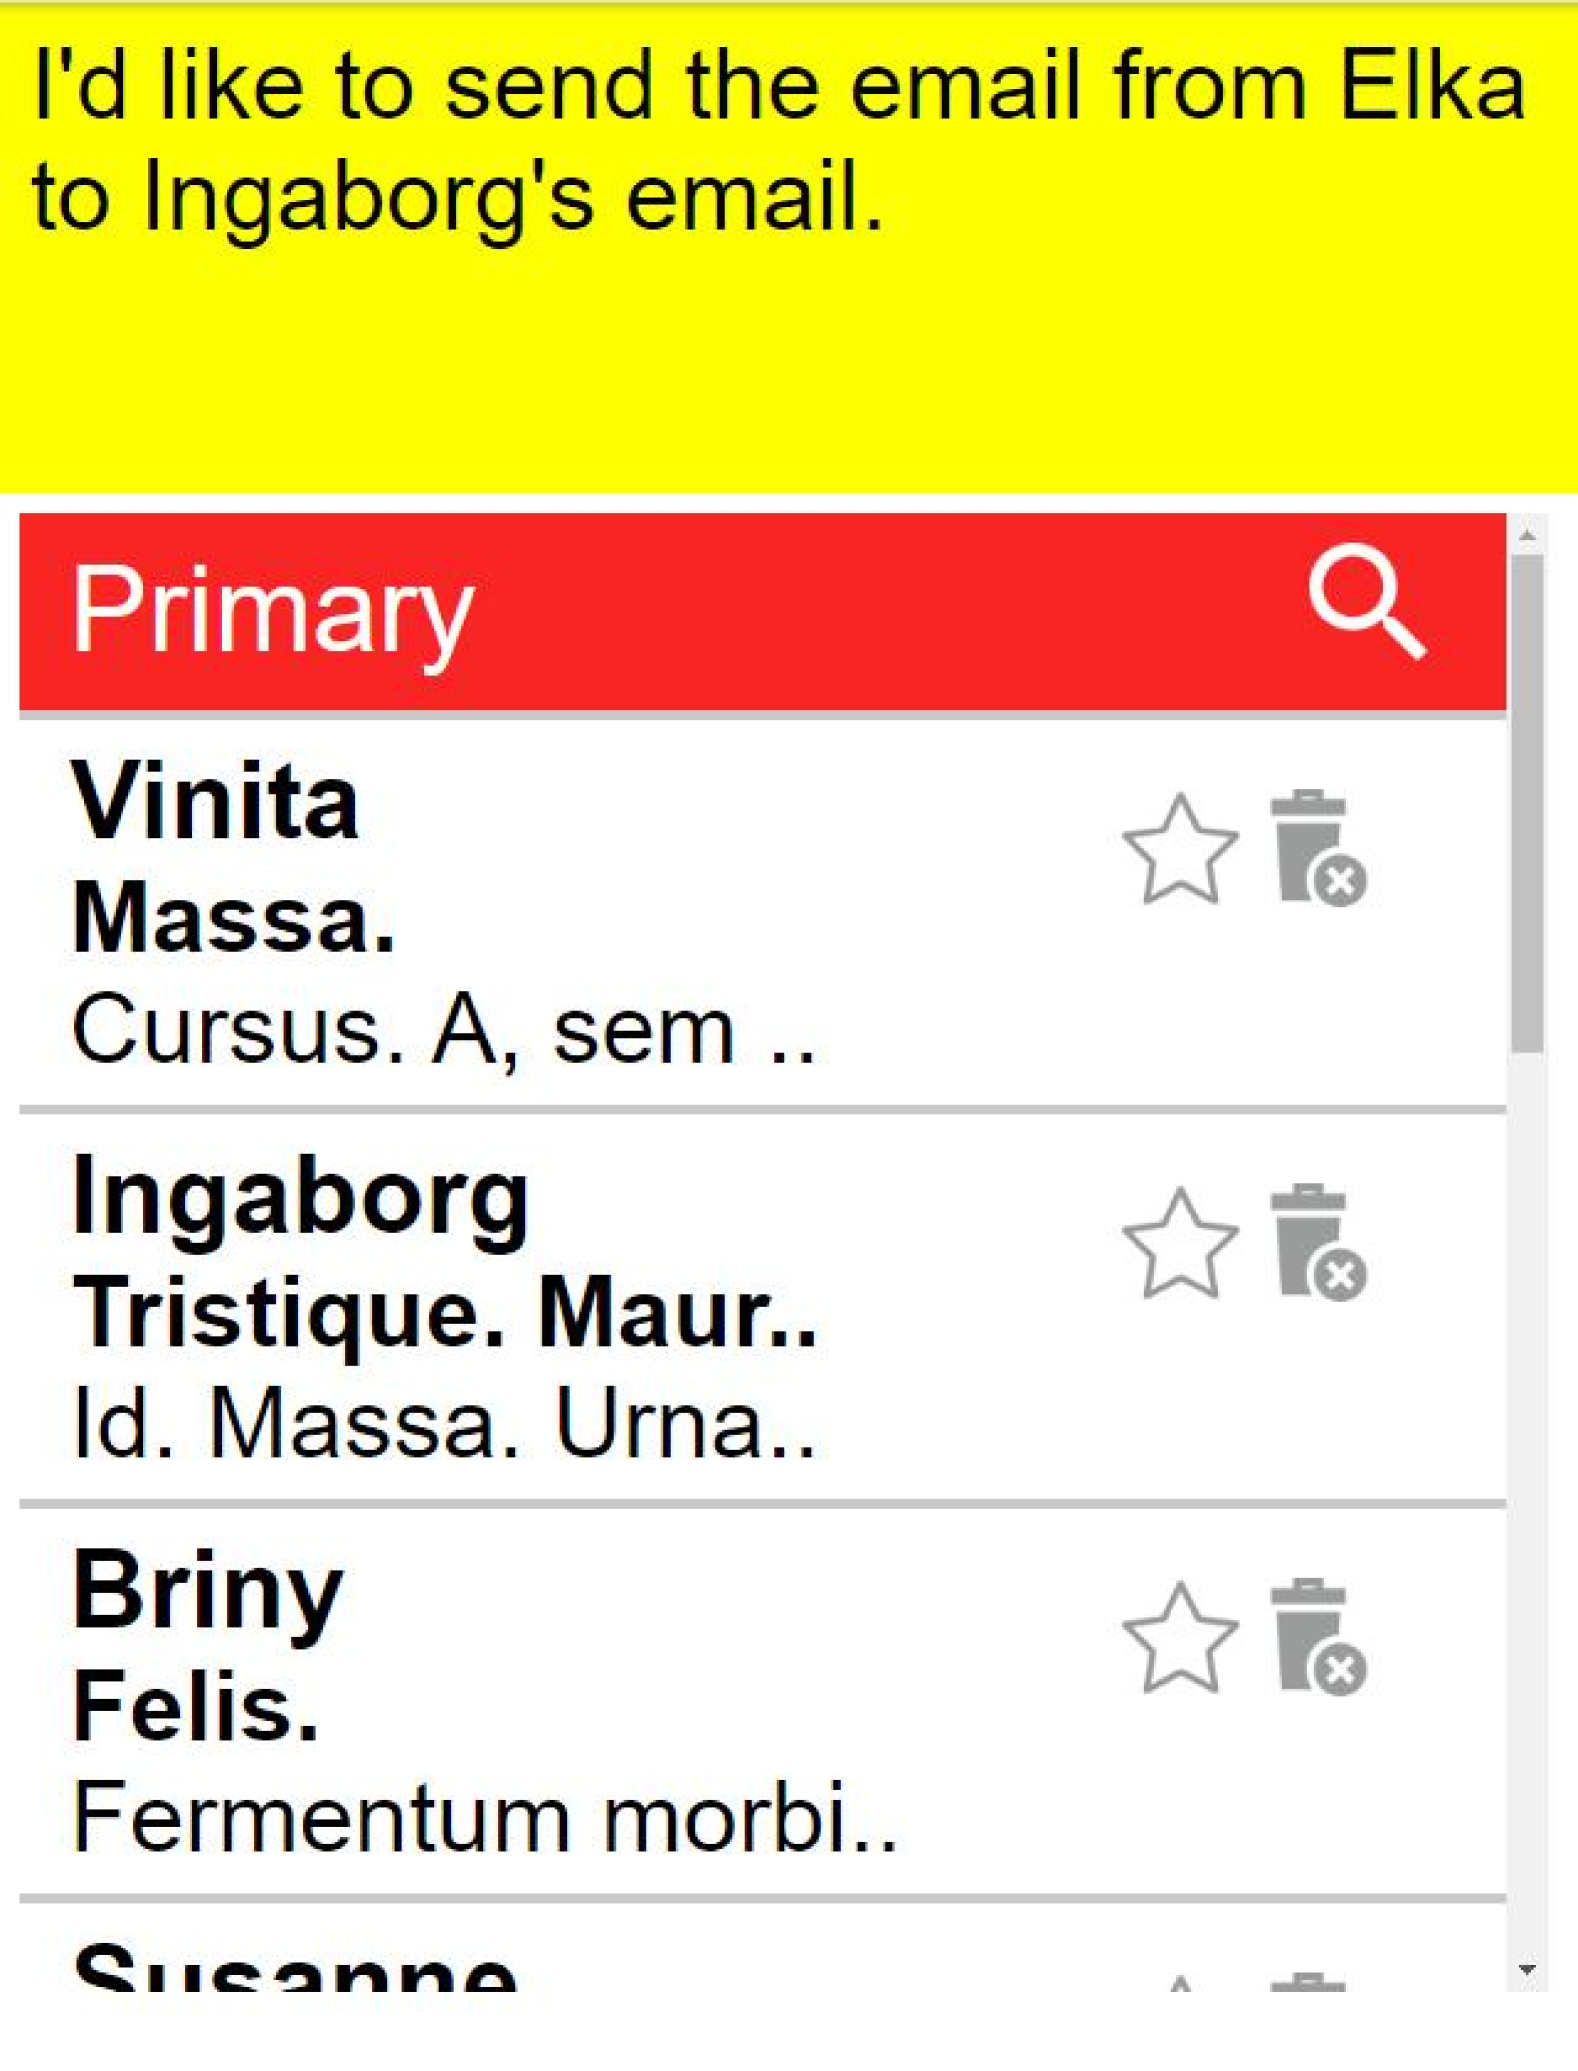 I'd like to send the email from Elka
to Ingaborg's email.
Primary
Vinita
Massa.
Cursus. A, sem ..
Ingaborg
Tristique. Maur..
Id. Massa. Urna..
Briny
Felis.
Fermentum morbi..
Susanne